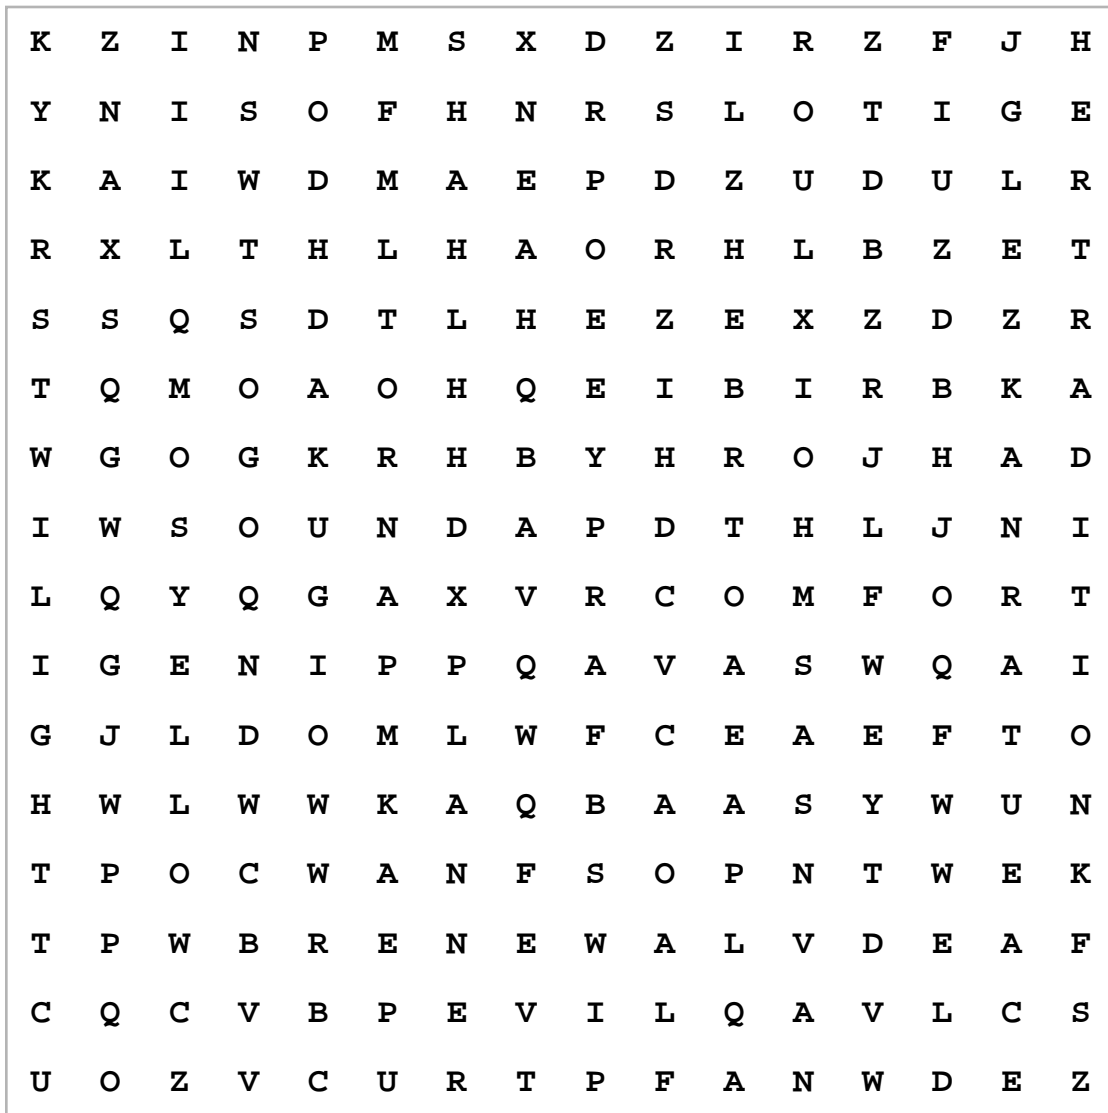 K Z I N P M S X D Z I R Z F J H
Y N I S O F H N R S L O T I G E
K A I W D M A E P D Z U D U L R
R X L T H L H A O R H L B Z E T
S S Q S D T L H E Z E X Z D Z R
T Q M O A O H Q E I B I R B K A
W G O G K R H B Y H R O J H A D
I W S O U N D A P D T H L J N I
L Q Y Q G A X V R C O M F O R T
I G E N I P P Q A V A S W Q A I
G J L D O M L W F C E A E F T O
H W L W W K A Q B A A S Y W U N
T P O C W A N F S O P N T W E K
T P W B R E N E W A L V D E A F
C Q C V B P E V I L Q A V L C S
U O Z V C U R T P F A N W D E Z